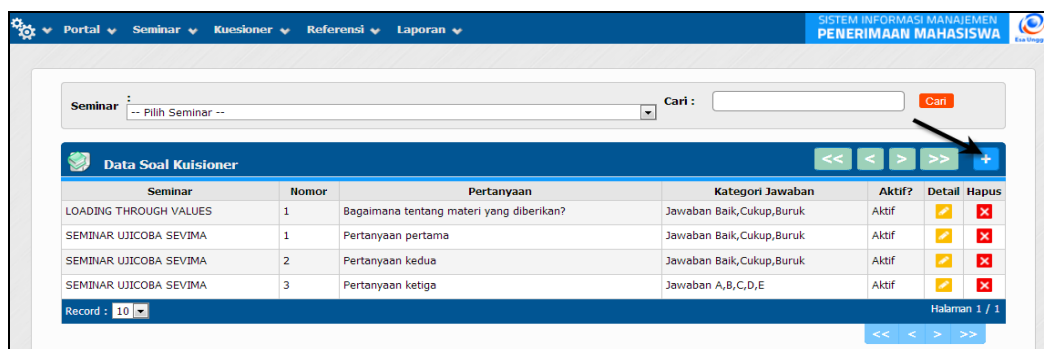 Portal Seminar Kuesioner Referensi Laporan
SISTEM INFORMASI MANAJEMEN
PENERIMAAN MAHASISWA
Esa Unggu
Seminar : -- Pilih Seminar -- Cari : Cari
Data Soal Kuisioner << < > >> +
Seminar Nomor Pertanyaan Kategori Jawaban Aktif? Detail Hapus
LOADING THROUGH VALUES 1 Bagaimana tentang materi yang diberikan? Jawaban Baik,Cukup,Buruk Aktif
SEMINAR UJICOBA SEVIMA 1 Pertanyaan pertama Jawaban Baik,Cukup,Buruk Aktif
SEMINAR UJICOBA SEVIMA 2 Pertanyaan kedua Jawaban Baik,Cukup,Buruk Aktif
SEMINAR UJICOBA SEVIMA 3 Pertanyaan ketiga Jawaban A,B,C,D,E Aktif
Record : 10 Halaman 1 / 1
<< < > >>